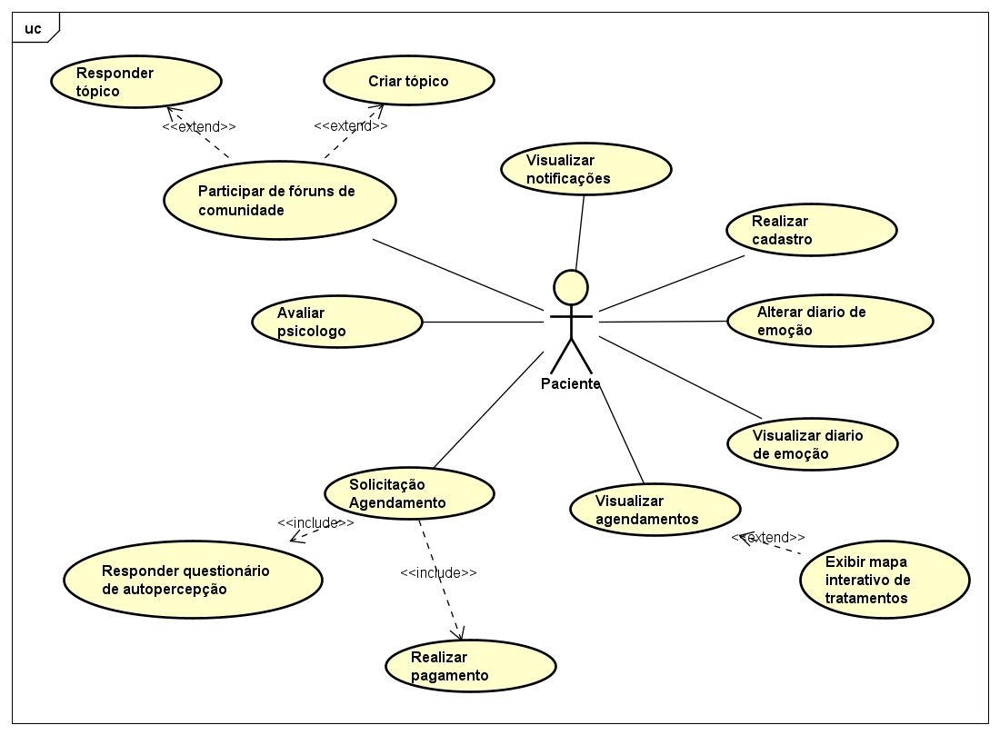 uc
Responder
tópico
Criar tópico
<<extend>>
<<extend>>
Visualizar
notificações
Participar de fóruns de
comunidade
Realizar
cadastro
Avaliar
psicologo
Alterar diario de
emoção
Paciente
Visualizar diario
de emoção
Solicitação
Agendamento
Visualizar
agendamentos
<<include>>
<<extend>>
Responder questionário
de autopercepção
<<include>>
Exibir mapa
interativo de
tratamentos
Realizar
pagamento